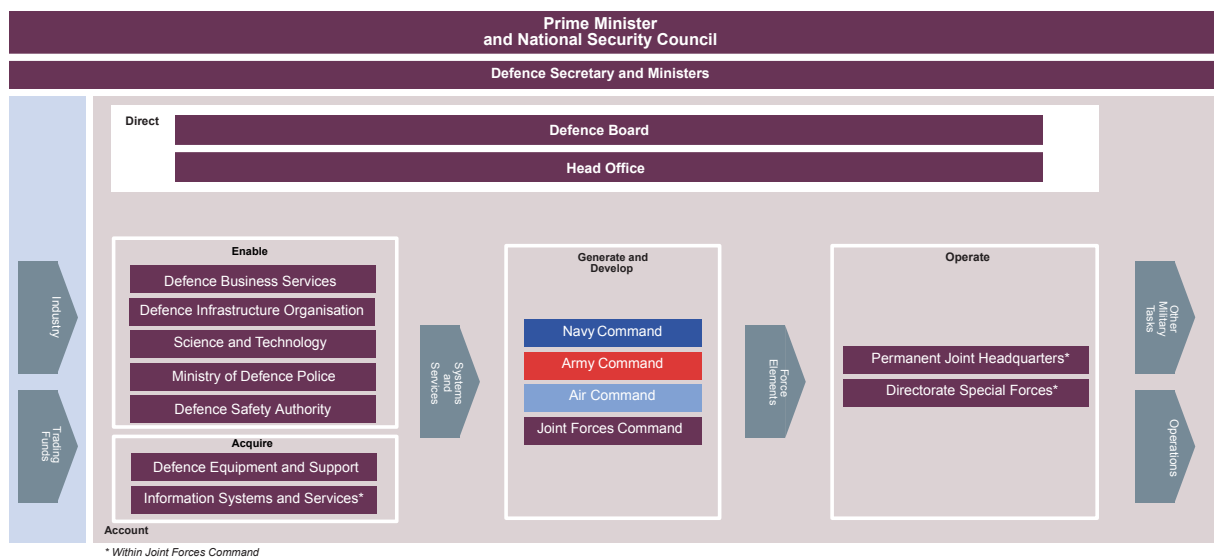 Prime Minister
and National Security Council
Defence Secretary and Ministers
Direct
Defence Board
Head Office
Industry
Trading
Funds
Enable
Defence Business Services
Defence Infrastructure Organisation
Science and Technology
Ministry of Defence Police
Defence Safety Authority
Acquire
Defence Equipment and Support
Information Systems and Services*
Systems
and
Services
Generate and
Develop
Navy Command
Army Command
Air Command
Joint Forces Command
Force
Elements
Operate
Permanent Joint Headquarters*
Directorate Special Forces*
Other
Military
Tasks
Operations
Account
* Within Joint Forces Command